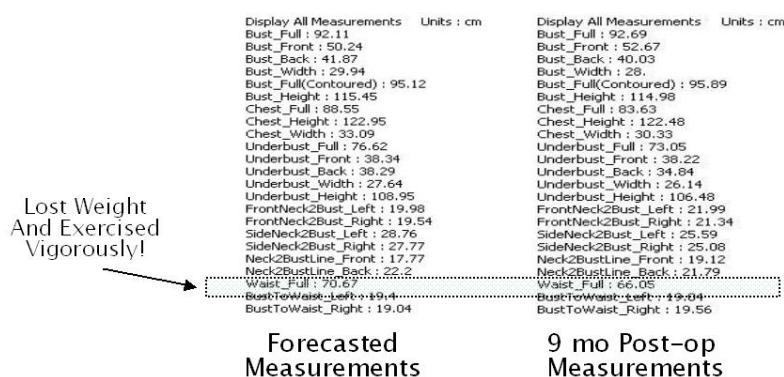 Display All Measurements Units : cm
Bust_Full : 92.11
Bust_Front : 50.24
Bust_Back : 41.87
Bust_Width : 29.94
Bust_Full(Contoured) : 95.12
Bust_Height : 115.45
Chest_Full : 88.55
Chest_Height : 122.95
Chest_Width : 33.09
Underbust_Full : 76.62
Underbust_Front : 38.34
Underbust_Back : 38.29
Underbust_Width : 27.64
Underbust_Height : 108.95
FrontNeck2Bust_Left : 19.98
FrontNeck2Bust_Right : 19.54
SideNeck2Bust_Left : 28.76
SideNeck2Bust_Right : 27.77
Neck2BustLine_Front : 17.77
Neck2BustLine_Back : 22.2
Waist_Full : 70.67
BustToWaist_Left : 19.4
BustToWaist_Right : 19.04
Forecasted
Measurements
Display All Measurements Units : cm
Bust_Full : 92.69
Bust_Front : 52.67
Bust_Back : 40.03
Bust_Width : 28.
Bust_Full(Contoured) : 95.89
Bust_Height : 114.98
Chest_Full : 83.63
Chest_Height : 122.48
Chest_Width : 30.33
Underbust_Full : 73.05
Underbust_Front : 38.22
Underbust_Back : 34.84
Underbust_Width : 26.14
Underbust_Height : 106.48
FrontNeck2Bust_Left : 21.99
FrontNeck2Bust_Right : 21.34
SideNeck2Bust_Left : 25.59
SideNeck2Bust_Right : 25.08
Neck2BustLine_Front : 19.12
Neck2BustLine_Back : 21.79
Waist_Full : 66.05
BustToWaist_Left : 19.04
BustToWaist_Right : 19.56
9 mo Post-op
Measurements
Lost Weight
And Exercised
Vigorously!